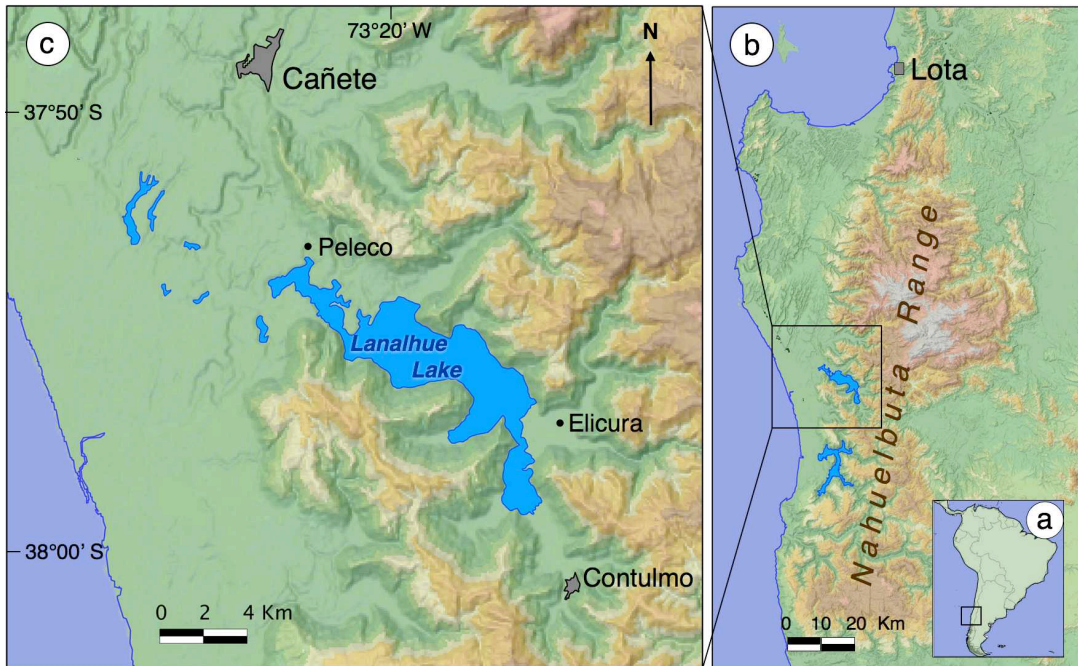 c
73°20’ W
N
Cañete
37°50’ S
Peleco
Lanalhue
Lake
Elicura
38°00’ S
Contulmo
0 2 4 Km
b
Lota
Nahuelbuta Range
a
0 10 20 Km